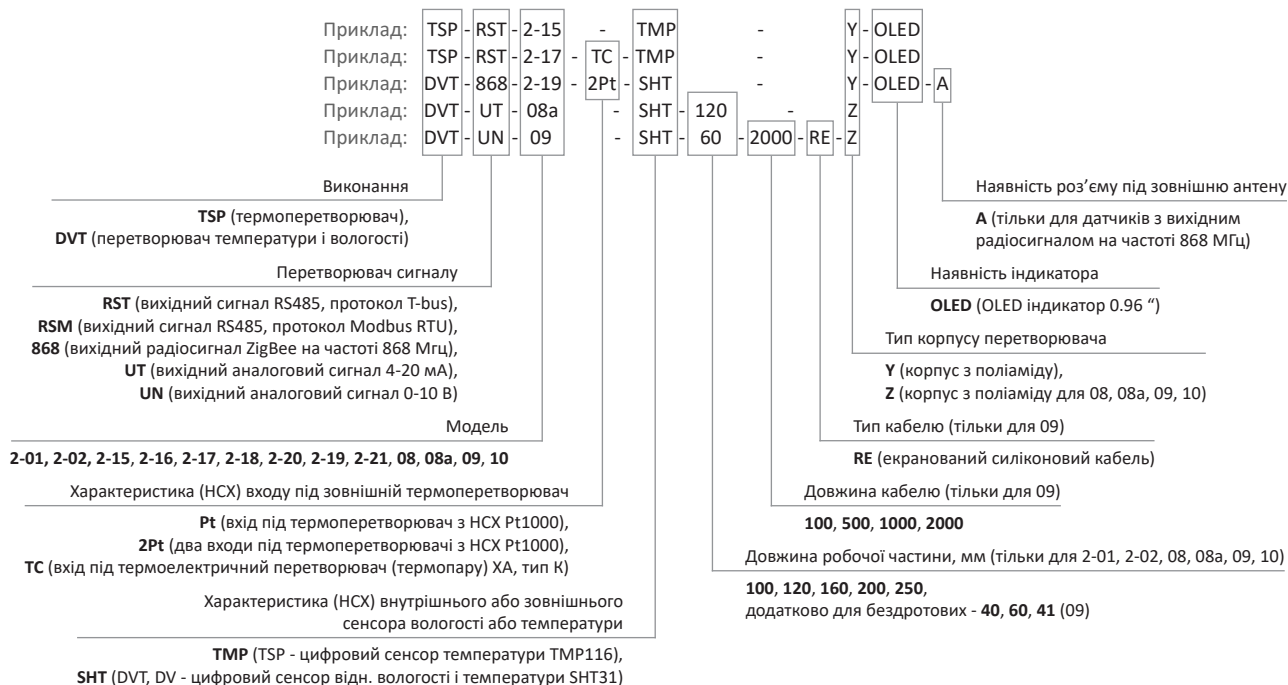 Приклад: TSP - RST - 2-15 - TMP - Y - OLED
Приклад: TSP - RST - 2-17 - TC - TMP - Y - OLED
Приклад: DVT - 868 - 2-19 - 2Pt - SHT - Y - OLED - A
Приклад: DVT - UT - 08a - SHT - 120 - Z
Приклад: DVT - UN - 09 - SHT - 60 - 2000 - RE - Z
Виконання
TSP (термоперетворювач),
DVT (перетворювач температури і вологості)
Перетворювач сигналу
RST (вихідний сигнал RS485, протокол T-bus),
RSM (вихідний сигнал RS485, протокол Modbus RTU),
868 (вихідний радіосигнал ZigBee на частоті 868 Мгц),
UT (вихідний аналоговий сигнал 4-20 мА),
UN (вихідний аналоговий сигнал 0-10 В)
Модель
2-01, 2-02, 2-15, 2-16, 2-17, 2-18, 2-20, 2-19, 2-21, 08, 08a, 09, 10
Характеристика (НСХ) входу під зовнішній термоперетворювач
Pt (вхід під термоперетворювач з НСХ Pt1000),
2Pt (два входи під термоперетворювачі з НСХ Pt1000),
TC (вхід під термоелектричний перетворювач (термопару) ХА, тип К)
Характеристика (НСХ) внутрішнього або зовнішнього
сенсора вологості або температури
TMP (TSP - цифровий сенсор температури TMP116),
SHT (DVT, DV - цифровий сенсор відн. вологості і температури SHT31)
Наявність роз’єму під зовнішню антену
A (тільки для датчиків з вихідним
радіосигналом на частоті 868 МГц)
Наявність індикатора
OLED (OLED індикатор 0.96 “)
Тип корпусу перетворювача
Y (корпус з поліаміду),
Z (корпус з поліаміду для 08, 08a, 09, 10)
Тип кабелю (тільки для 09)
RE (екранований силіконовий кабель)
Довжина кабелю (тільки для 09)
100, 500, 1000, 2000
Довжина робочої частини, мм (тільки для 2-01, 2-02, 08, 08a, 09, 10)
100, 120, 160, 200, 250,
додатково для бездротових - 40, 60, 41 (09)